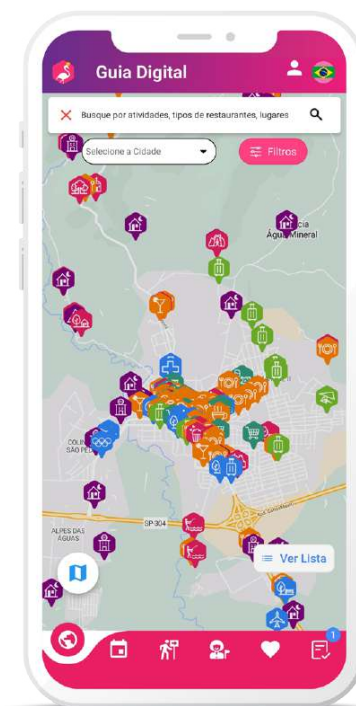 Guia Digital
Busque por atividades, tipos de restaurantes, lugares
Selecione a Cidade
Filtros
Água Mineral
SP-304
ALPES DAS
ÁGUAS
Ver Lista
1